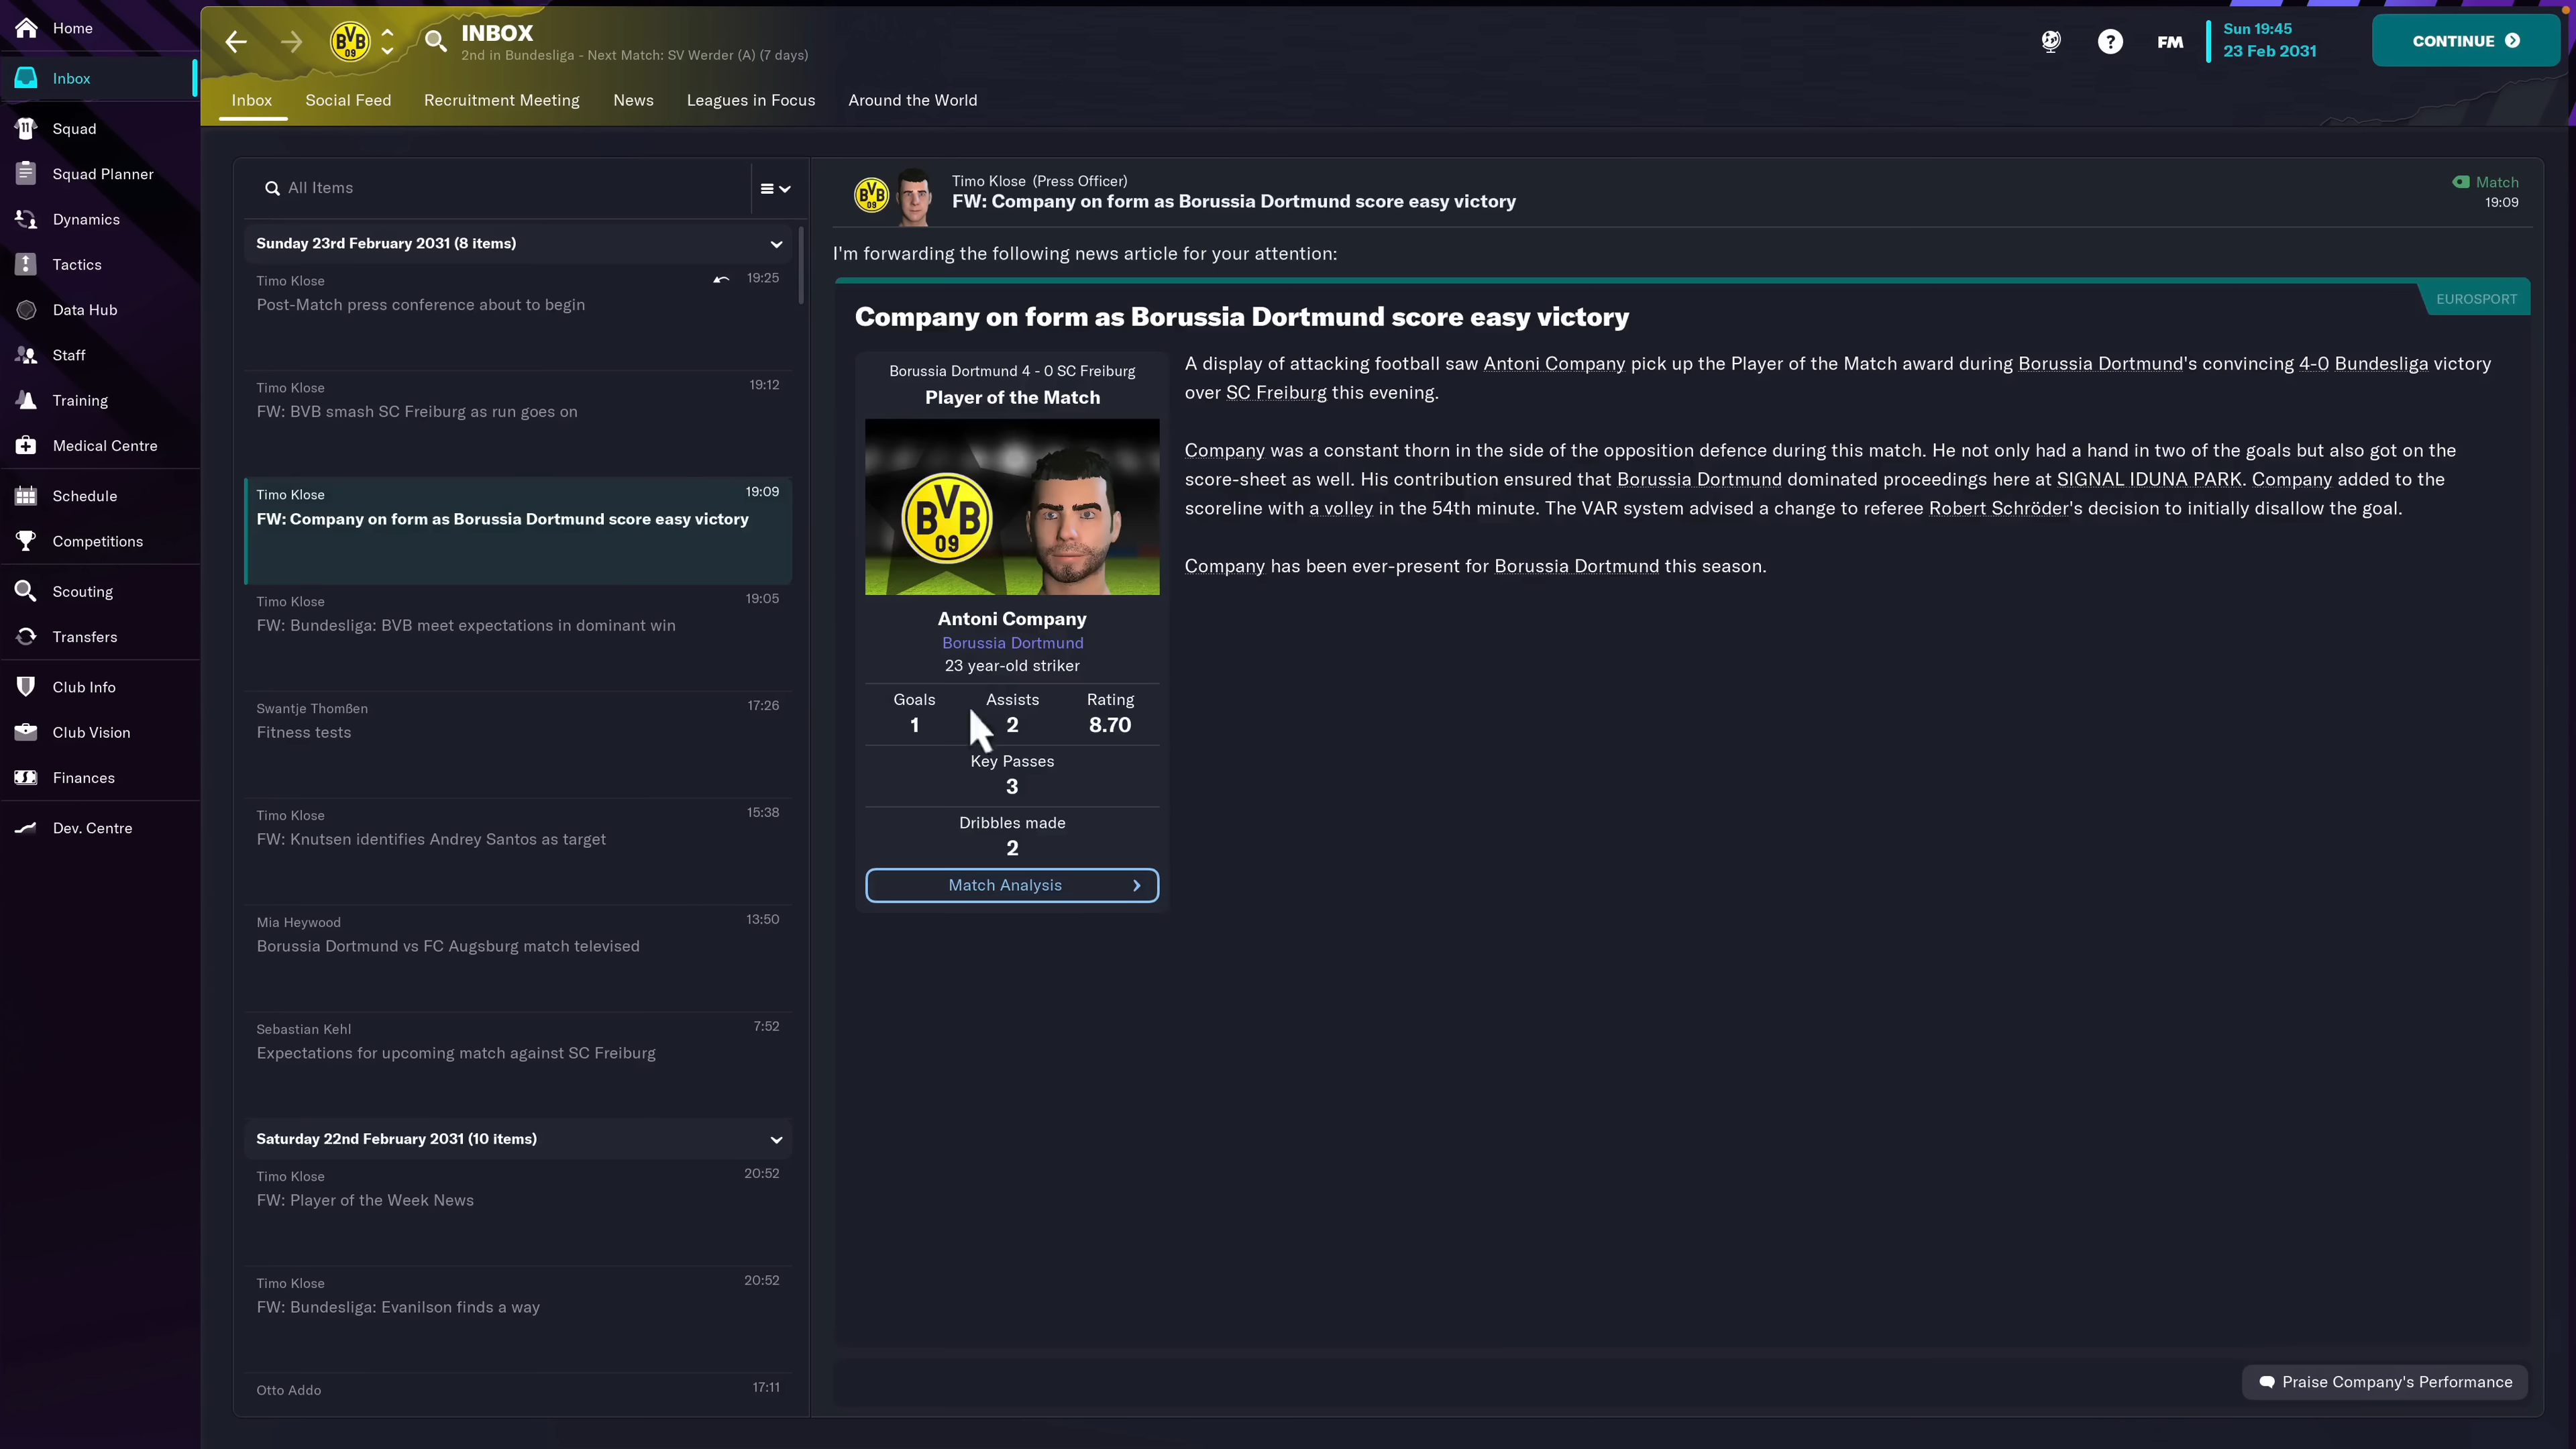 Home
Inbox
Squad
Squad Planner
Dynamics
Tactics
Data Hub
Staff
Training
Medical Centre
Schedule
Competitions
Scouting
Transfers
Club Info
Club Vision
Finances
Dev. Centre
BVB
09
INBOX
2nd in Bundesliga - Next Match: SV Werder (A) (7 days)
FM
Sun 19:45
23 Feb 2031
CONTINUE
Inbox
Social Feed
Recruitment Meeting
News
Leagues in Focus
Around the World
All Items
Sunday 23rd February 2031 (8 items)
Timo Klose
19:25
Post-Match press conference about to begin
Timo Klose
19:12
FW: BVB smash SC Freiburg as run goes on
Timo Klose
19:09
FW: Company on form as Borussia Dortmund score easy victory
Timo Klose
19:05
FW: Bundesliga: BVB meet expectations in dominant win
Swantje Thomßen
17:26
Fitness tests
Timo Klose
15:38
FW: Knutsen identifies Andrey Santos as target
Mia Heywood
13:50
Borussia Dortmund vs FC Augsburg match televised
Sebastian Kehl
7:52
Expectations for upcoming match against SC Freiburg
Saturday 22nd February 2031 (10 items)
Timo Klose
20:52
FW: Player of the Week News
Timo Klose
20:52
FW: Bundesliga: Evanilson finds a way
Otto Addo
17:11
BVB
09
Timo Klose (Press Officer)
FW: Company on form as Borussia Dortmund score easy victory
Match
19:09
I'm forwarding the following news article for your attention:
EUROSPORT
Company on form as Borussia Dortmund score easy victory
Borussia Dortmund 4 - 0 SC Freiburg
Player of the Match
BVB
09
Antoni Company
Borussia Dortmund
23 year-old striker
Goals Assists Rating
1 2 8.70
Key Passes
3
Dribbles made
2
Match Analysis
A display of attacking football saw Antoni Company pick up the Player of the Match award during Borussia Dortmund's convincing 4-0 Bundesliga victory
over SC Freiburg this evening.
Company was a constant thorn in the side of the opposition defence during this match. He not only had a hand in two of the goals but also got on the
score-sheet as well. His contribution ensured that Borussia Dortmund dominated proceedings here at SIGNAL IDUNA PARK. Company added to the
scoreline with a volley in the 54th minute. The VAR system advised a change to referee Robert Schröder's decision to initially disallow the goal.
Company has been ever-present for Borussia Dortmund this season.
Praise Company's Performance